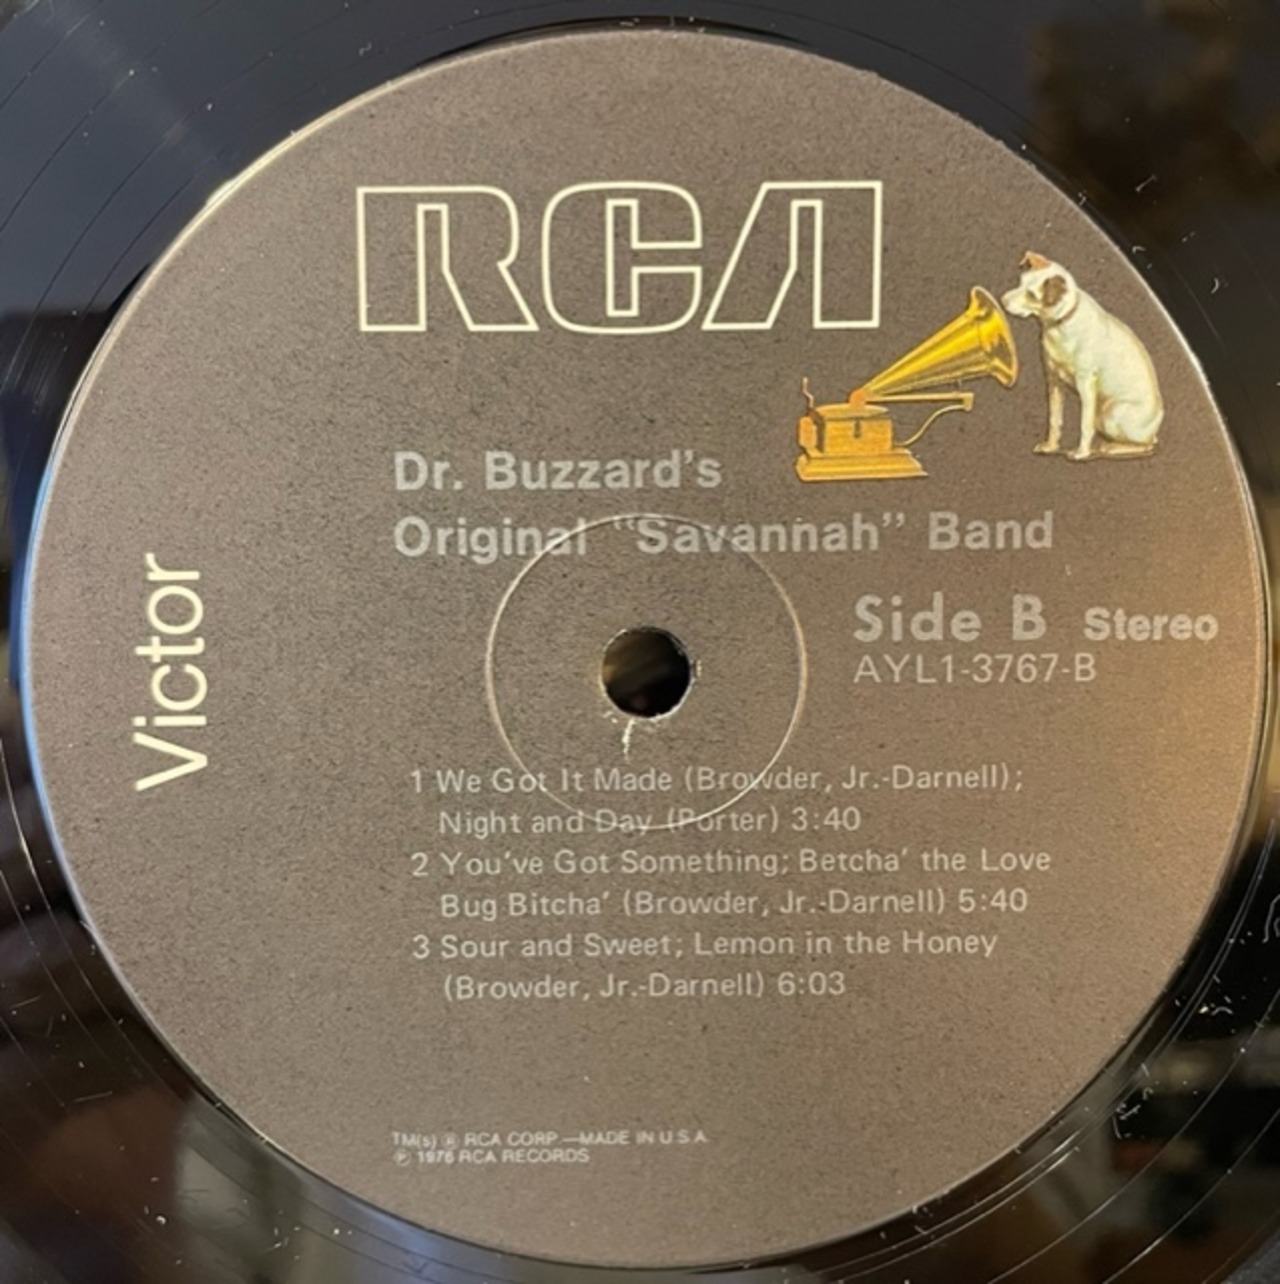 RCA
Dr. Buzzard's
Original "Savannah" Band
Side B Stereo
AYL1-3767-B
Victor
1 We Got It Made (Browder, Jr.-Darnell);
Night and Day (Porter) 3:40
2 You've Got Something; Betcha' the Love
Bug Bitcha' (Browder, Jr.-Darnell) 5:40
3 Sour and Sweet; Lemon in the Honey
(Browder, Jr.-Darnell) 6:03
TM(s) ® RCA CORP.—MADE IN U.S.A.
℗ 1976 RCA RECORDS